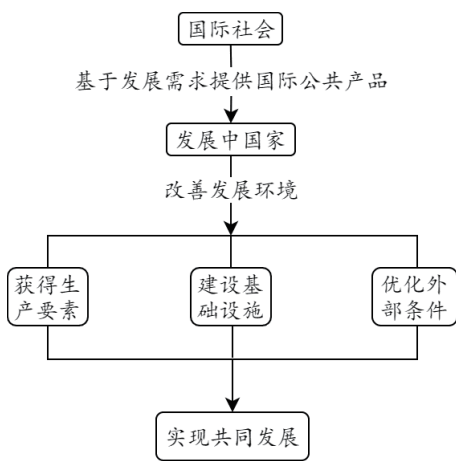 国际社会
基于发展需求提供国际公共产品
发展中国家
改善发展环境
获得生
产要素
建设基
础设施
优化外
部条件
实现共同发展